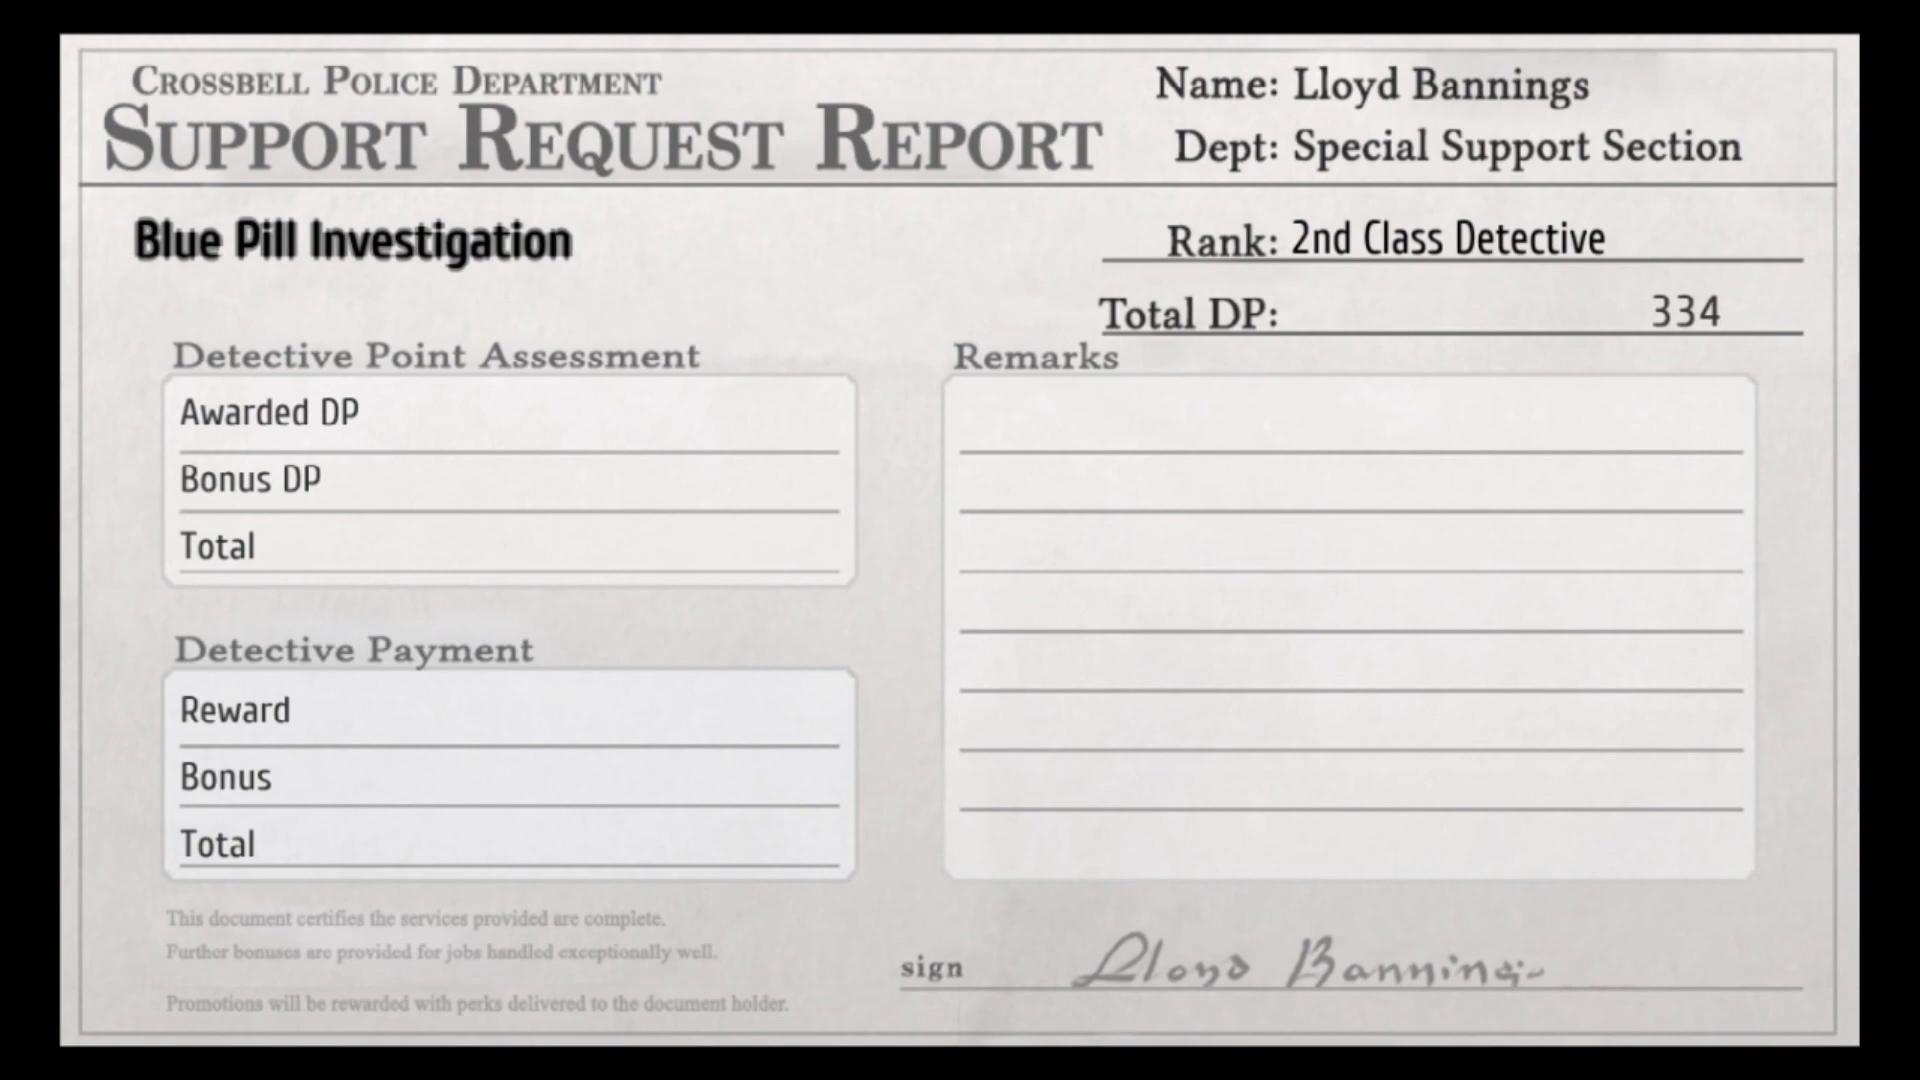 CROSSBELL POLICE DEPARTMENT
SUPPORT REQUEST REPORT
Name: Lloyd Bannings
Dept: Special Support Section
Blue Pill Investigation
Rank: 2nd Class Detective
Total DP: 334
Detective Point Assessment
Awarded DP
Bonus DP
Total
Remarks
Detective Payment
Reward
Bonus
Total
This document certifies the services provided are complete.
Further bonuses are provided for jobs handled exceptionally well.
Promotions will be rewarded with perks delivered to the document holder.
sign Lloyd Bannings